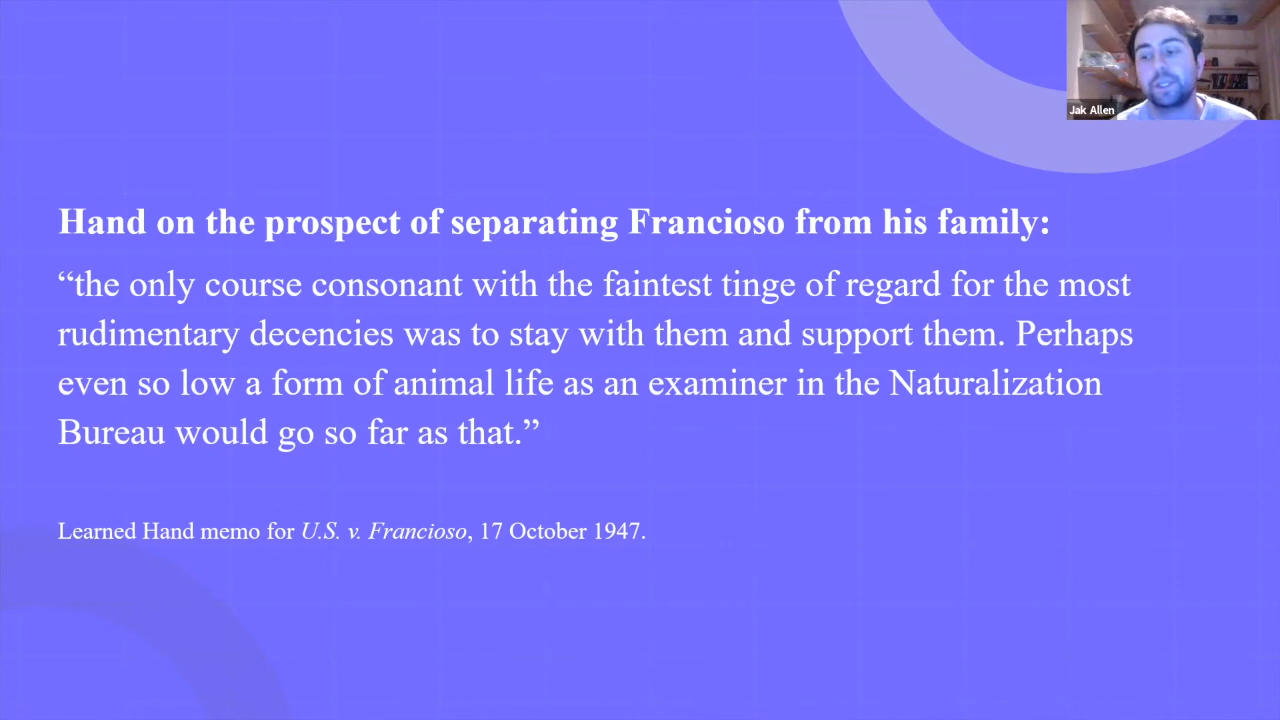 Jak Allen
Hand on the prospect of separating Francioso from his family:
“the only course consonant with the faintest tinge of regard for the most
rudimentary decencies was to stay with them and support them. Perhaps
even so low a form of animal life as an examiner in the Naturalization
Bureau would go so far as that.”
Learned Hand memo for U.S. v. Francioso, 17 October 1947.